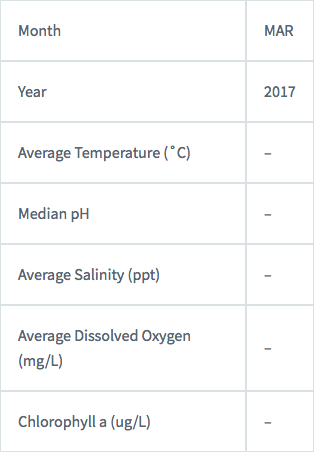 Month MAR
Year 2017
Average Temperature (˚C) –
Median pH –
Average Salinity (ppt) –
Average Dissolved Oxygen
(mg/L) –
Chlorophyll a (ug/L) –